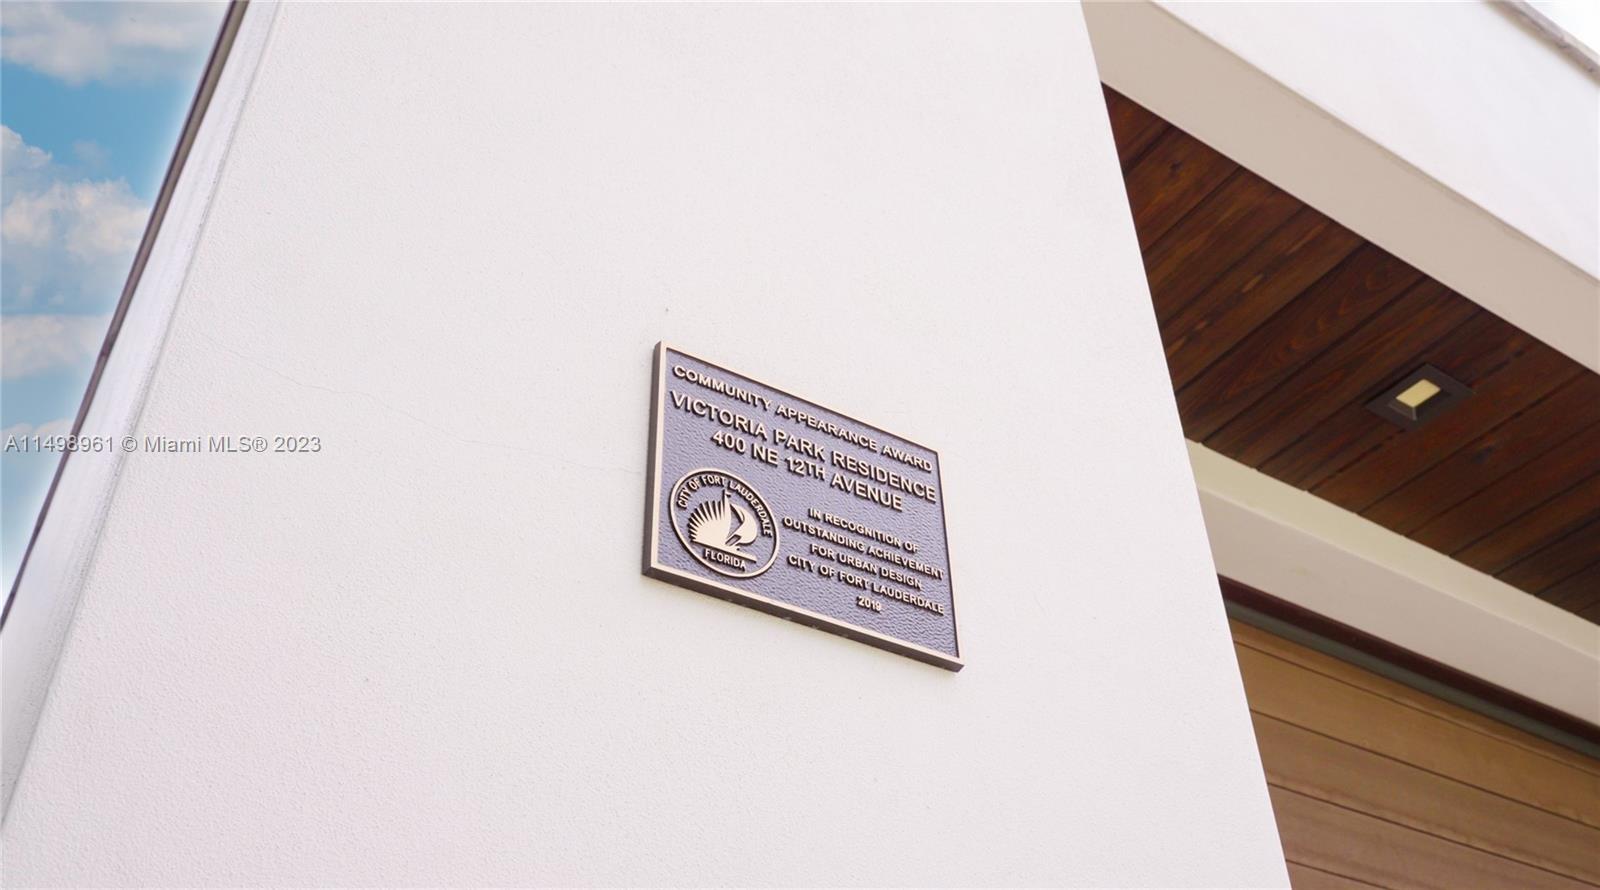 COMMUNITY APPEARANCE AWARD
VICTORIA PARK RESIDENCE
400 NE 12TH AVENUE
CITY OF FORT LAUDERDALE
FLORIDA
IN RECOGNITION OF
OUTSTANDING ACHIEVEMENT
FOR URBAN DESIGN
CITY OF FORT LAUDERDALE
2019
A11498961 © Miami MLS® 2023